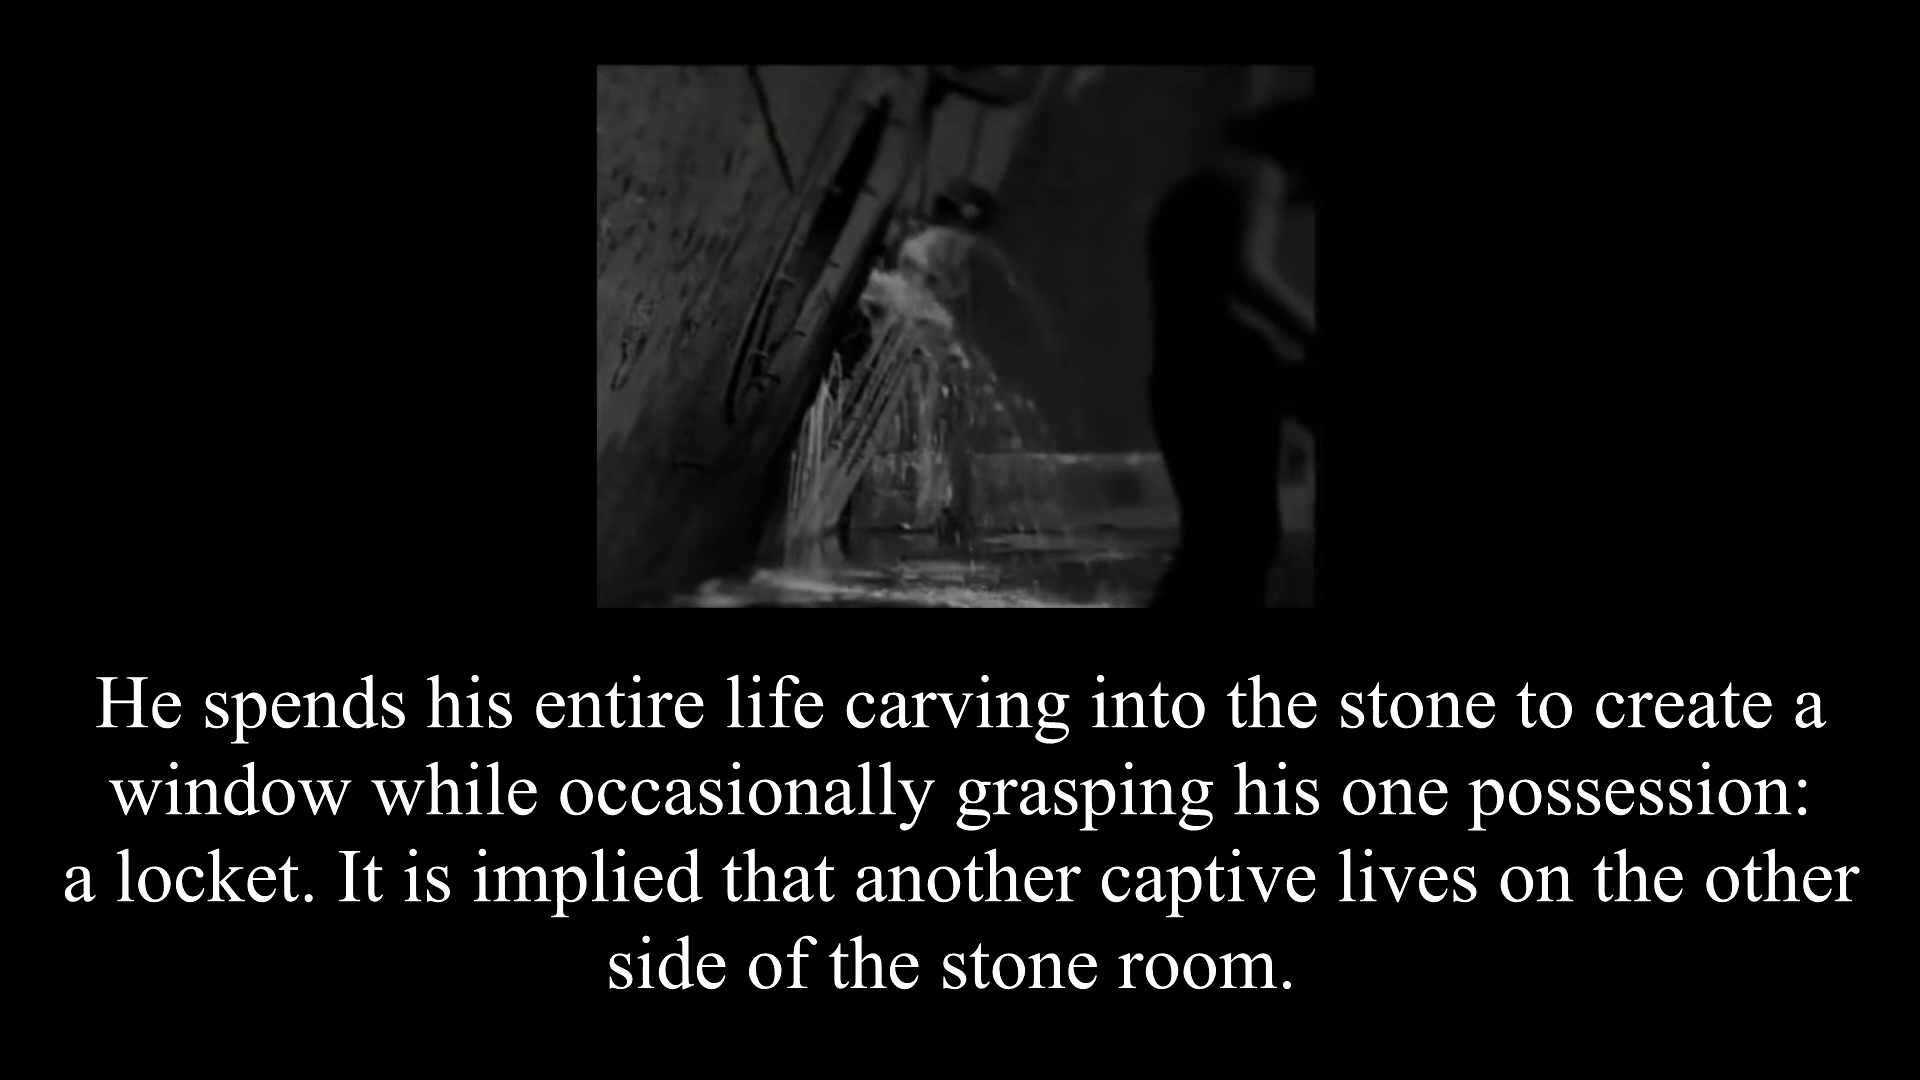 He spends his entire life carving into the stone to create a
window while occasionally grasping his one possession:
a locket. It is implied that another captive lives on the other
side of the stone room.